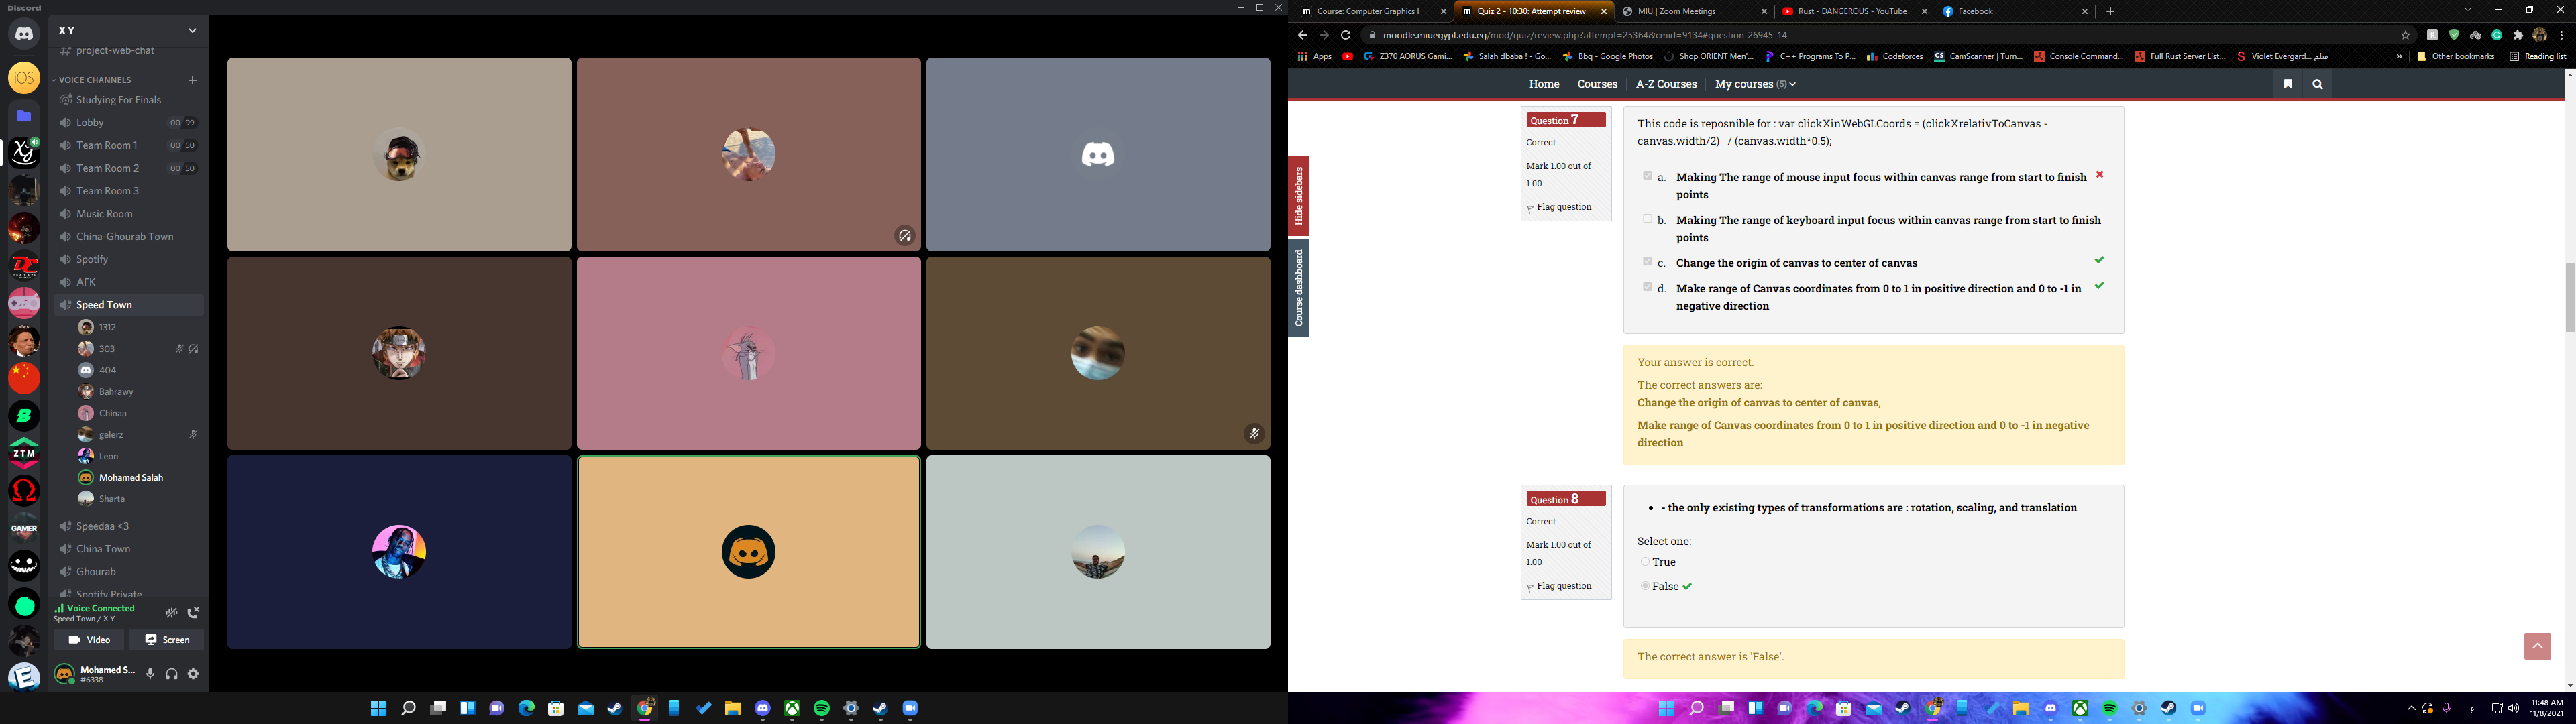 Discord
X Y
project-web-chat
VOICE CHANNELS
Studying For Finals
Lobby 00 99
Team Room 1 00 50
Team Room 2 00 50
Team Room 3
Music Room
China-Ghourab Town
Spotify
AFK
Speed Town
1312
303
404
Bahrawy
Chinaa
gelerz
Leon
Mohamed Salah
Sharta
Speedaa <3
China Town
Ghourab
Spotify Private
Voice Connected
Speed Town / X Y
Video Screen
Mohamed S...
#6338
iOS
ZTM
GAMER
Course: Computer Graphics I
Quiz 2 - 10:30: Attempt review
MIU | Zoom Meetings
Rust - DANGEROUS - YouTube
Facebook
moodle.miuegypt.edu.eg/mod/quiz/review.php?attempt=25364&cmid=9134#question-26945-14
Apps
Z370 AORUS Gami...
Salah dbaba ! - Go...
Bbq - Google Photos
Shop ORIENT Men'...
C++ Programs To P...
Codeforces
CamScanner | Turn...
Console Command...
Full Rust Server List...
Violet Evergard... فيلم
Other bookmarks
Reading list
Home Courses A-Z Courses My courses (5)
Hide sidebars
Course dashboard
Question 7
Correct
Mark 1.00 out of
1.00
Flag question
This code is reposnible for : var clickXinWebGLCoords = (clickXrelativToCanvas -
canvas.width/2) / (canvas.width*0.5);
a. Making The range of mouse input focus within canvas range from start to finish
points
b. Making The range of keyboard input focus within canvas range from start to finish
points
c. Change the origin of canvas to center of canvas
d. Make range of Canvas coordinates from 0 to 1 in positive direction and 0 to -1 in
negative direction
Your answer is correct.
The correct answers are:
Change the origin of canvas to center of canvas,
Make range of Canvas coordinates from 0 to 1 in positive direction and 0 to -1 in negative
direction
Question 8
Correct
Mark 1.00 out of
1.00
Flag question
- the only existing types of transformations are : rotation, scaling, and translation
Select one:
True
False
The correct answer is 'False'.
ع
11:48 AM
11/8/2021